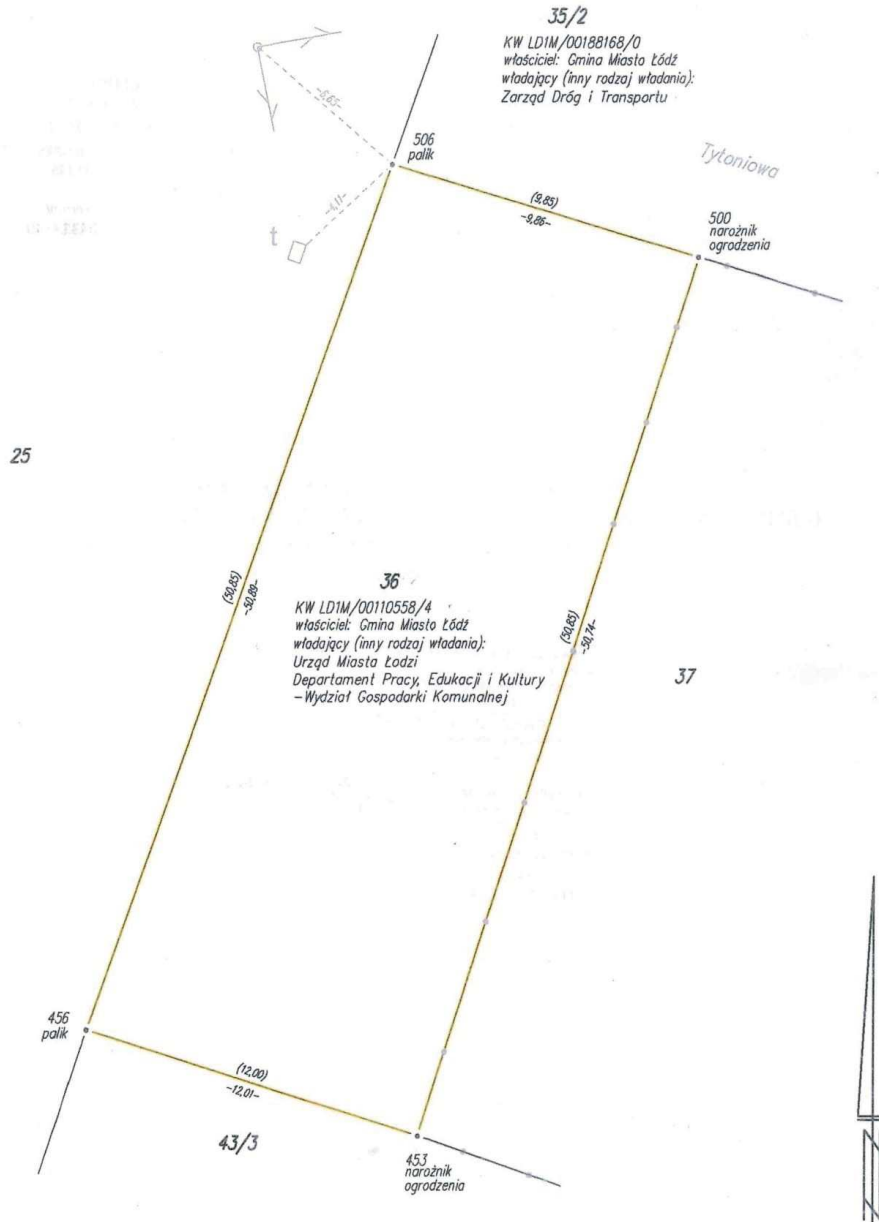 35/2
KW LD1M/00188168/0
właściciel: Gmina Miasto Łódź
władający (inny rodzaj władania):
Zarząd Dróg i Transportu
-6,63-
506
palik
Tytoniowa
(9,85)
-9,86-
500
narożnik
ogrodzenia
-4,11-
t
25
(50,85)
-50,89-
36
KW LD1M/00110558/4
właściciel: Gmina Miasto Łódź
władający (inny rodzaj władania):
Urząd Miasta Łodzi
Departament Pracy, Edukacji i Kultury
-Wydział Gospodarki Komunalnej
(50,85)
-50,74-
37
456
palik
(12,00)
-12,01-
43/3
453
narożnik
ogrodzenia